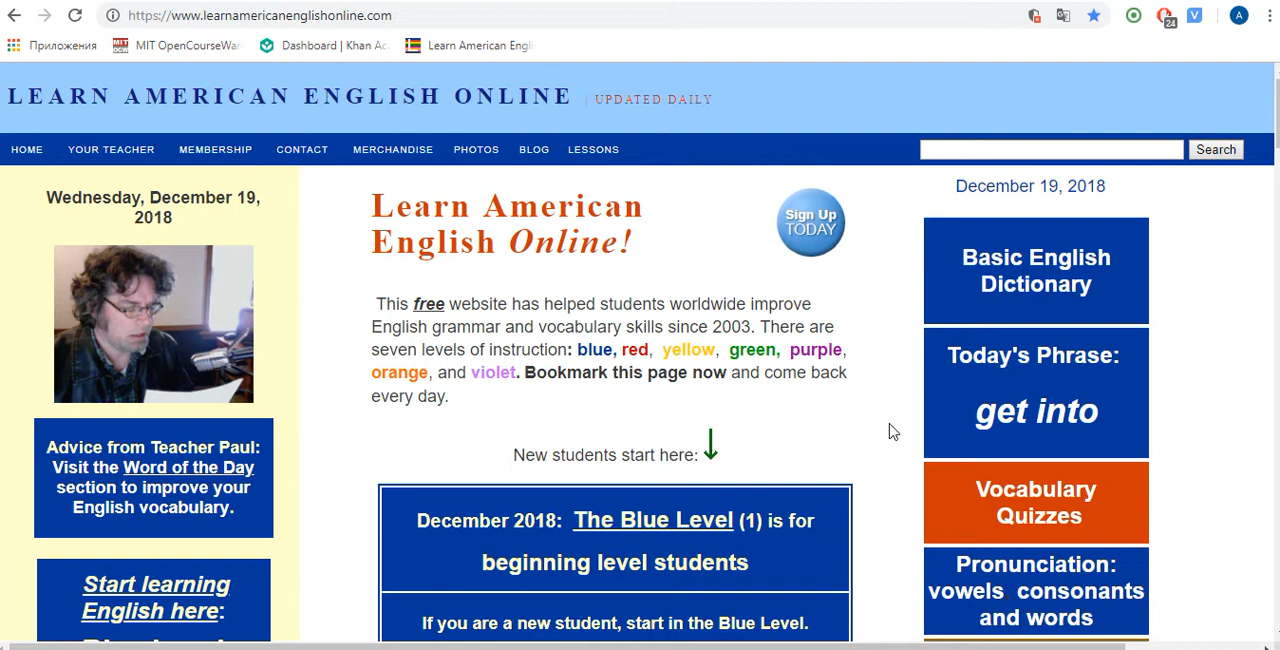 https://www.learnamericanenglishonline.com
24
V
A
Приложения
MIT OpenCourseWar
Dashboard | Khan Ac
Learn American Engli
LEARN AMERICAN ENGLISH ONLINE | UPDATED DAILY
HOME YOUR TEACHER MEMBERSHIP CONTACT MERCHANDISE PHOTOS BLOG LESSONS
Search
Wednesday, December 19,
2018
Advice from Teacher Paul:
Visit the Word of the Day
section to improve your
English vocabulary.
Start learning
English here:
Learn American
English Online!
Sign Up
TODAY
This free website has helped students worldwide improve
English grammar and vocabulary skills since 2003. There are
seven levels of instruction: blue, red, yellow, green, purple,
orange, and violet. Bookmark this page now and come back
every day.
New students start here:
December 2018: The Blue Level (1) is for
beginning level students
If you are a new student, start in the Blue Level.
December 19, 2018
Basic English
Dictionary
Today's Phrase:
get into
Vocabulary
Quizzes
Pronunciation:
vowels consonants
and words